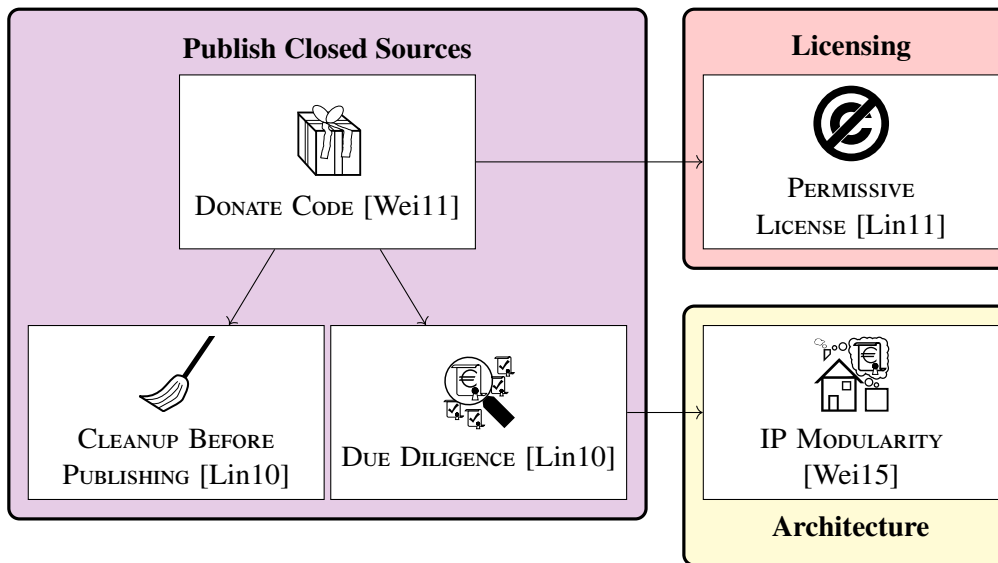 Publish Closed Sources
Donate Code [Wei11]
Cleanup Before
Publishing [Lin10]
Due Diligence [Lin10]
Licensing
Permissive
License [Lin11]
IP Modularity
[Wei15]
Architecture